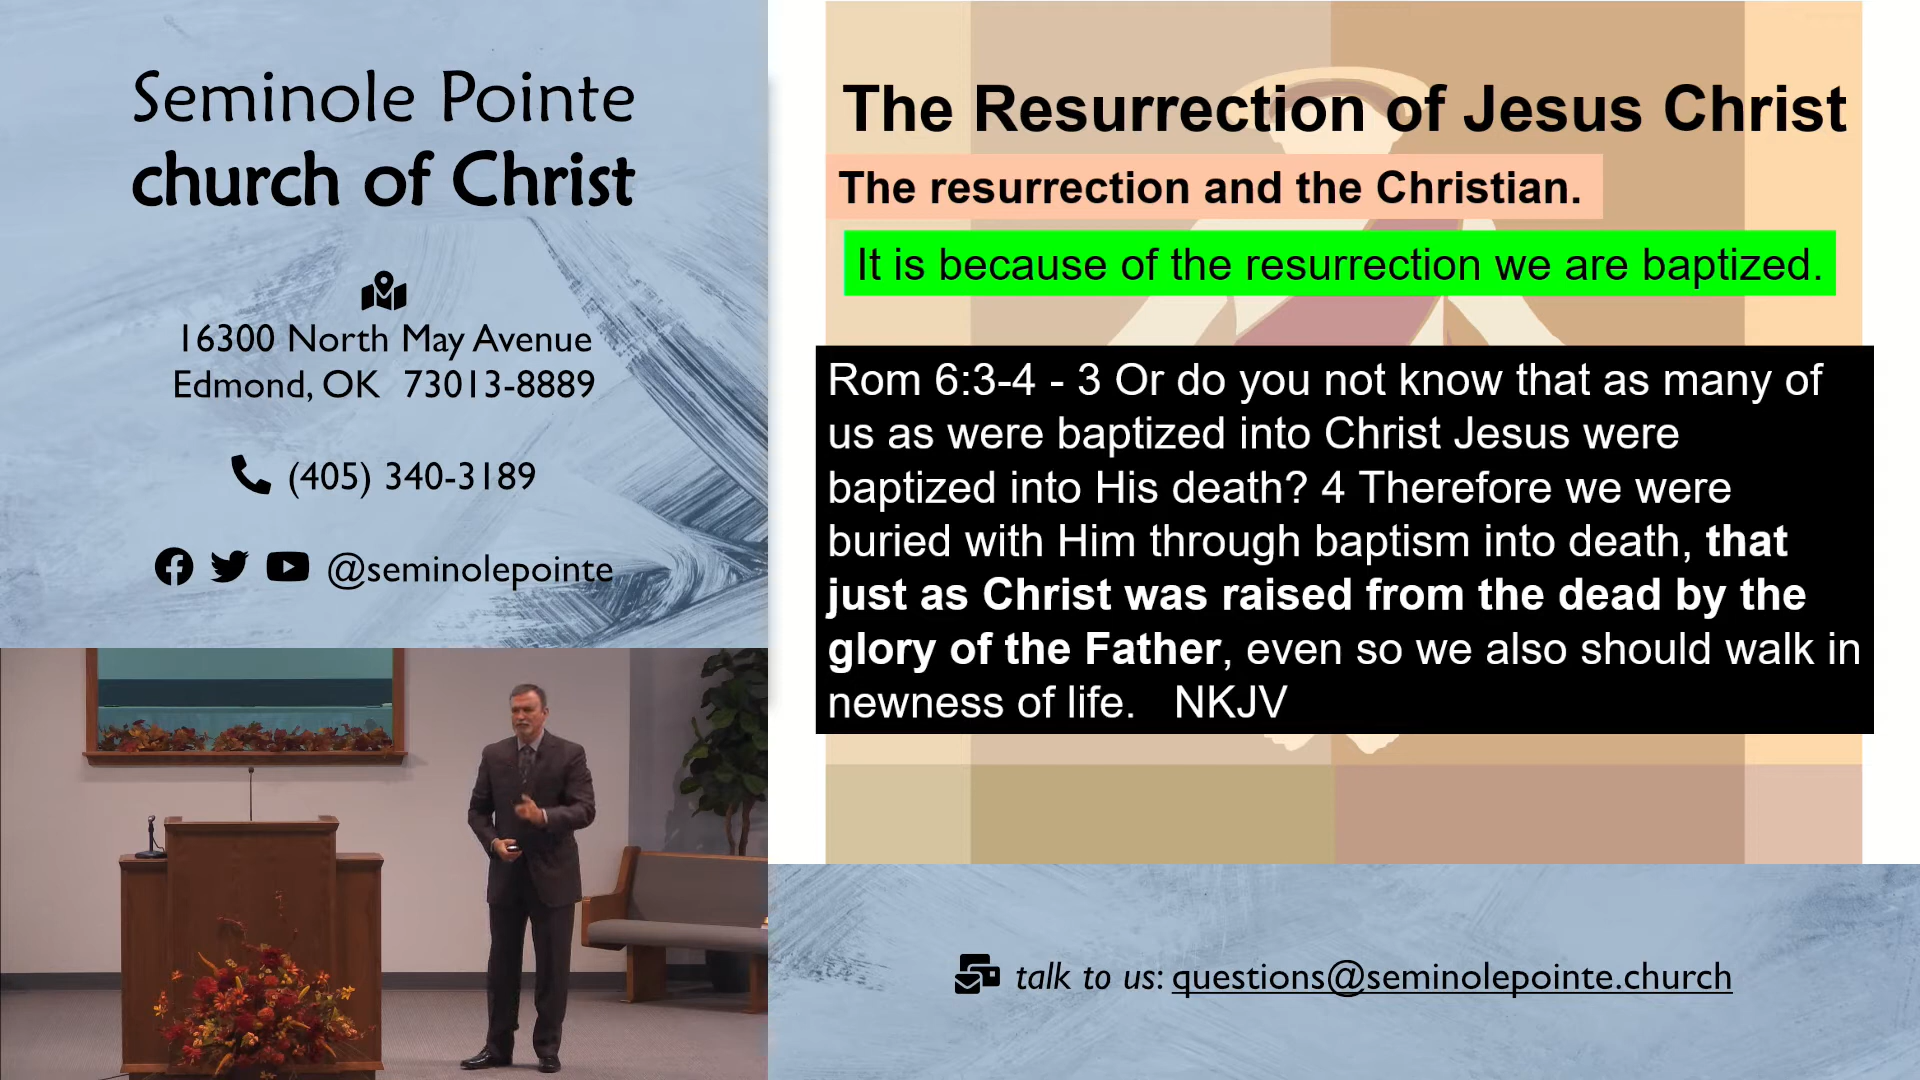 Seminole Pointe
church of Christ
16300 North May Avenue
Edmond, OK 73013-8889
(405) 340-3189
@seminolepointe
The Resurrection of Jesus Christ
The resurrection and the Christian.
It is because of the resurrection we are baptized.
Rom 6:3-4 - 3 Or do you not know that as many of
us as were baptized into Christ Jesus were
baptized into His death? 4 Therefore we were
buried with Him through baptism into death, that
just as Christ was raised from the dead by the
glory of the Father, even so we also should walk in
newness of life. NKJV
talk to us: questions@seminolepointe.church